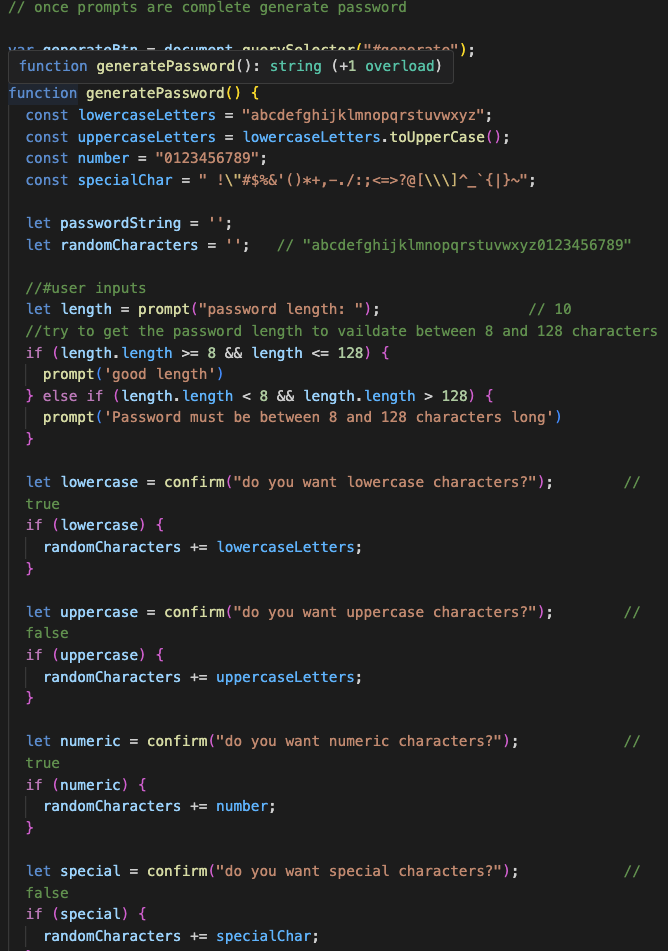 // once prompts are complete generate password
var generateBtn = document.querySelector("#generate");
function generatePassword(): string (+1 overload)
function generatePassword() {
const lowercaseLetters = "abcdefghijklmnopqrstuvwxyz";
const uppercaseLetters = lowercaseLetters.toUpperCase();
const number = "0123456789";
const specialChar = " !\"#$%&'()*+,-./:;<=>?@[\\\]^_`{|}~";
let passwordString = '';
let randomCharacters = '';   // "abcdefghijklmnopqrstuvwxyz0123456789"
//#user inputs
let length = prompt("password length: ");                 // 10
//try to get the password length to vaildate between 8 and 128 characters
if (length.length >= 8 && length <= 128) {
prompt('good length')
} else if (length.length < 8 && length.length > 128) {
prompt('Password must be between 8 and 128 characters long')
}
let lowercase = confirm("do you want lowercase characters?");        //
true
if (lowercase) {
randomCharacters += lowercaseLetters;
}
let uppercase = confirm("do you want uppercase characters?");        //
false
if (uppercase) {
randomCharacters += uppercaseLetters;
}
let numeric = confirm("do you want numeric characters?");            //
true
if (numeric) {
randomCharacters += number;
}
let special = confirm("do you want special characters?");            //
false
if (special) {
randomCharacters += specialChar;